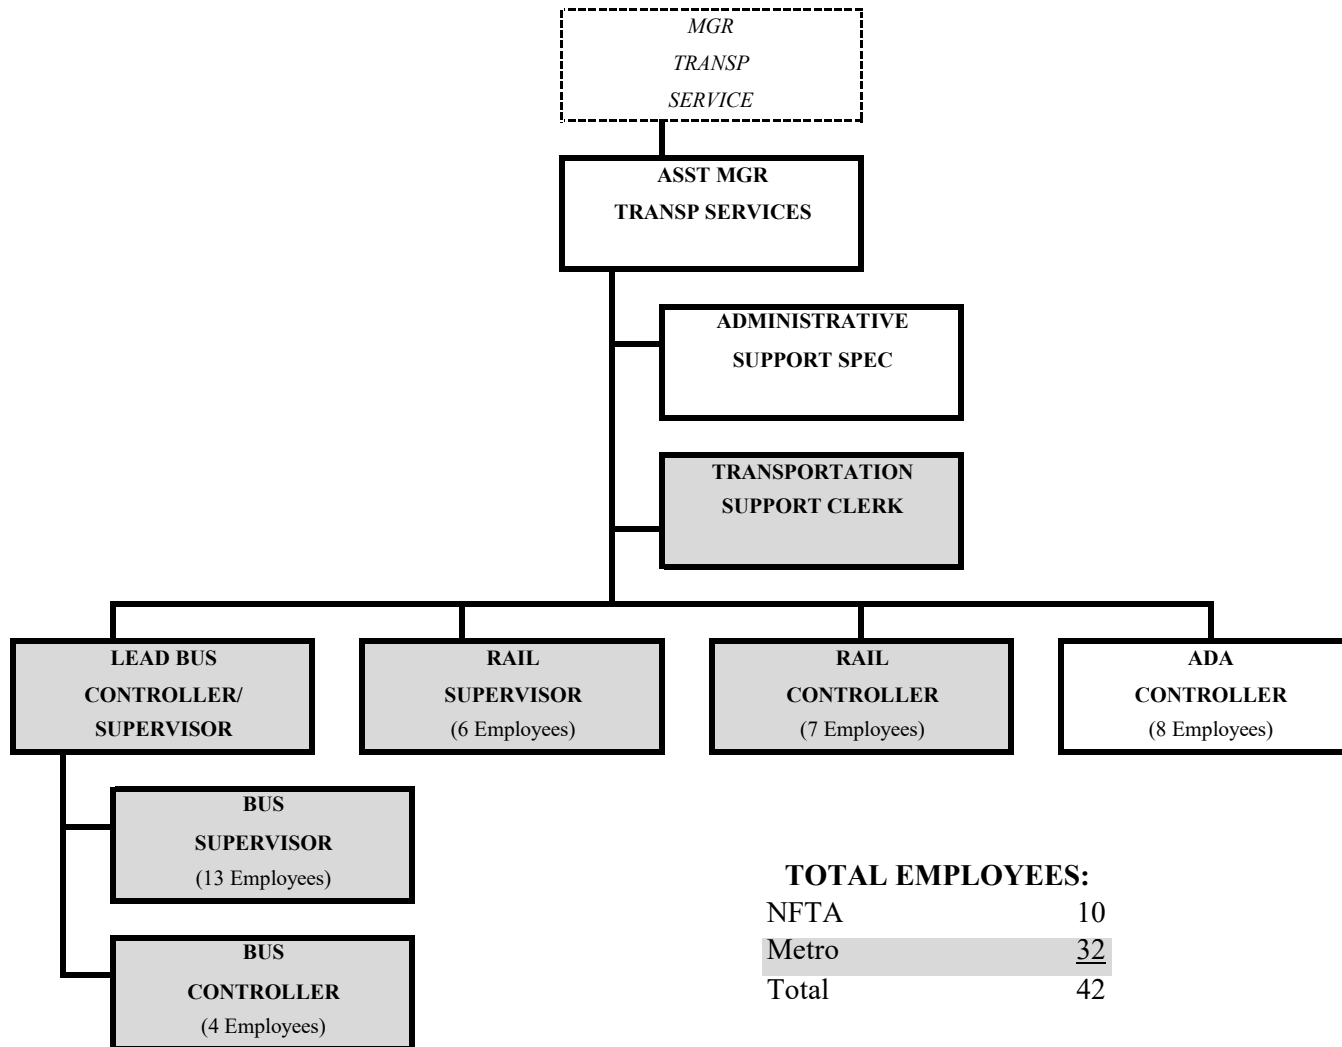 MGR
TRANSP
SERVICE
ASST MGR
TRANSP SERVICES
ADMINISTRATIVE
SUPPORT SPEC
TRANSPORTATION
SUPPORT CLERK
LEAD BUS
CONTROLLER/
SUPERVISOR
RAIL
SUPERVISOR
(6 Employees)
RAIL
CONTROLLER
(7 Employees)
ADA
CONTROLLER
(8 Employees)
BUS
SUPERVISOR
(13 Employees)
BUS
CONTROLLER
(4 Employees)
TOTAL EMPLOYEES:
NFTA 10
Metro 32
Total 42